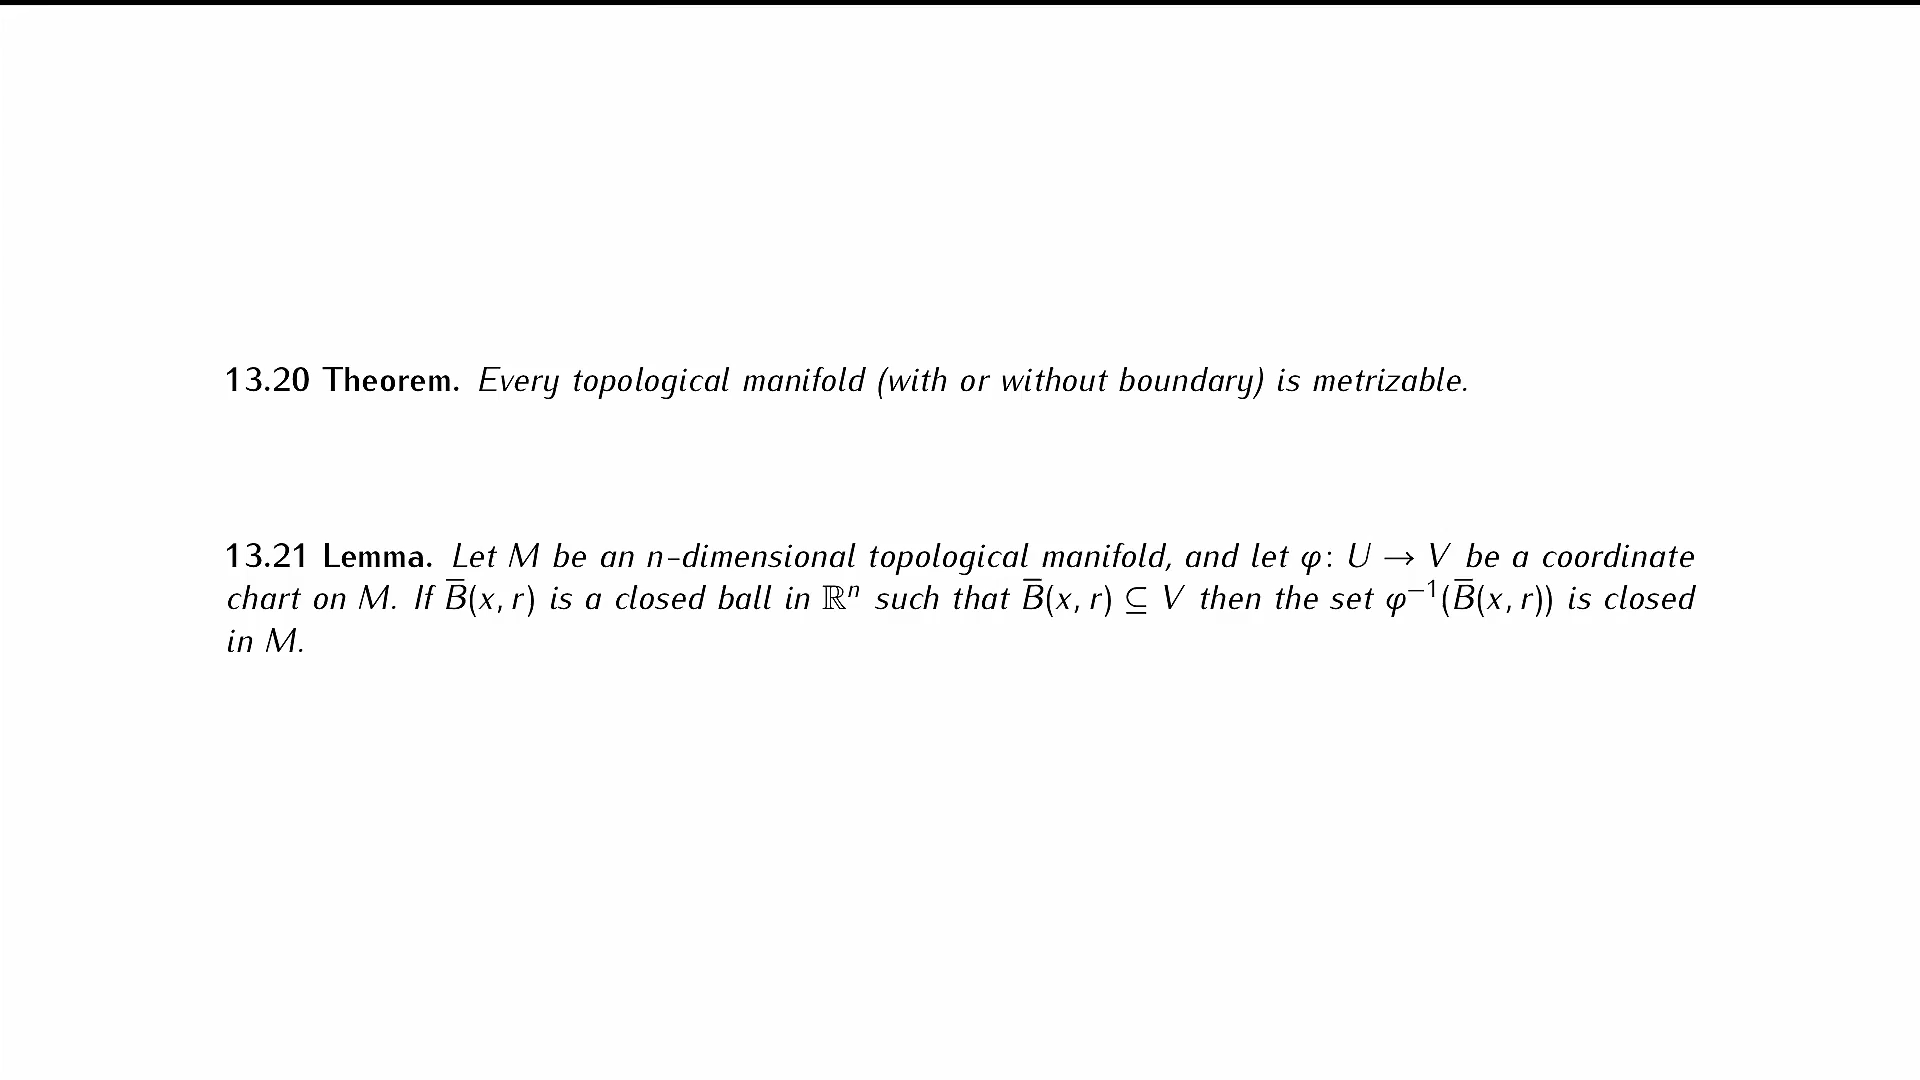 13.20 Theorem. Every topological manifold (with or without boundary) is metrizable.
13.21 Lemma. Let M be an n-dimensional topological manifold, and let φ: U → V be a coordinate
chart on M. If B̅(x, r) is a closed ball in ℝⁿ such that B̅(x, r) ⊆ V then the set φ⁻¹(B̅(x, r)) is closed
in M.